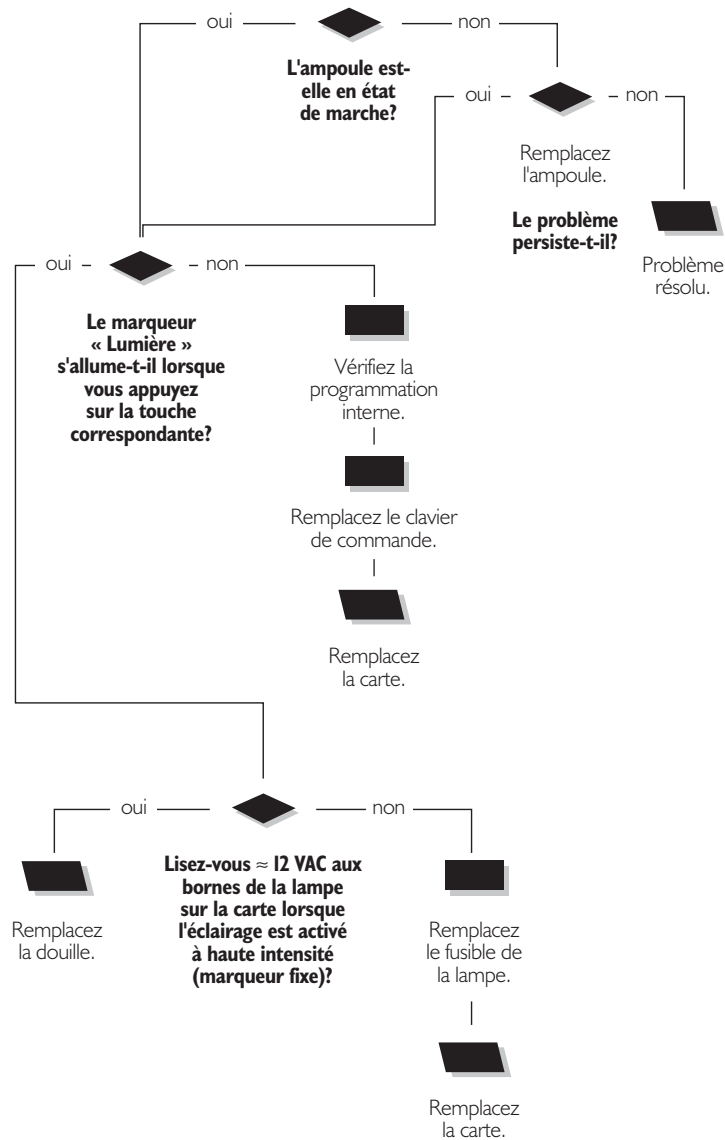 oui
non
L'ampoule est-
elle en état
de marche?
oui
non
Remplacez
l'ampoule.
Le problème
persiste-t-il?
Problème
résolu.
oui
non
Le marqueur
« Lumière »
s'allume-t-il lorsque
vous appuyez
sur la touche
correspondante?
Vérifiez la
programmation
interne.
Remplacez le clavier
de commande.
Remplacez
la carte.
oui
non
Remplacez
la douille.
Lisez-vous ≈ 12 VAC aux
bornes de la lampe
sur la carte lorsque
l'éclairage est activé
à haute intensité
(marqueur fixe)?
Remplacez
le fusible de
la lampe.
Remplacez
la carte.